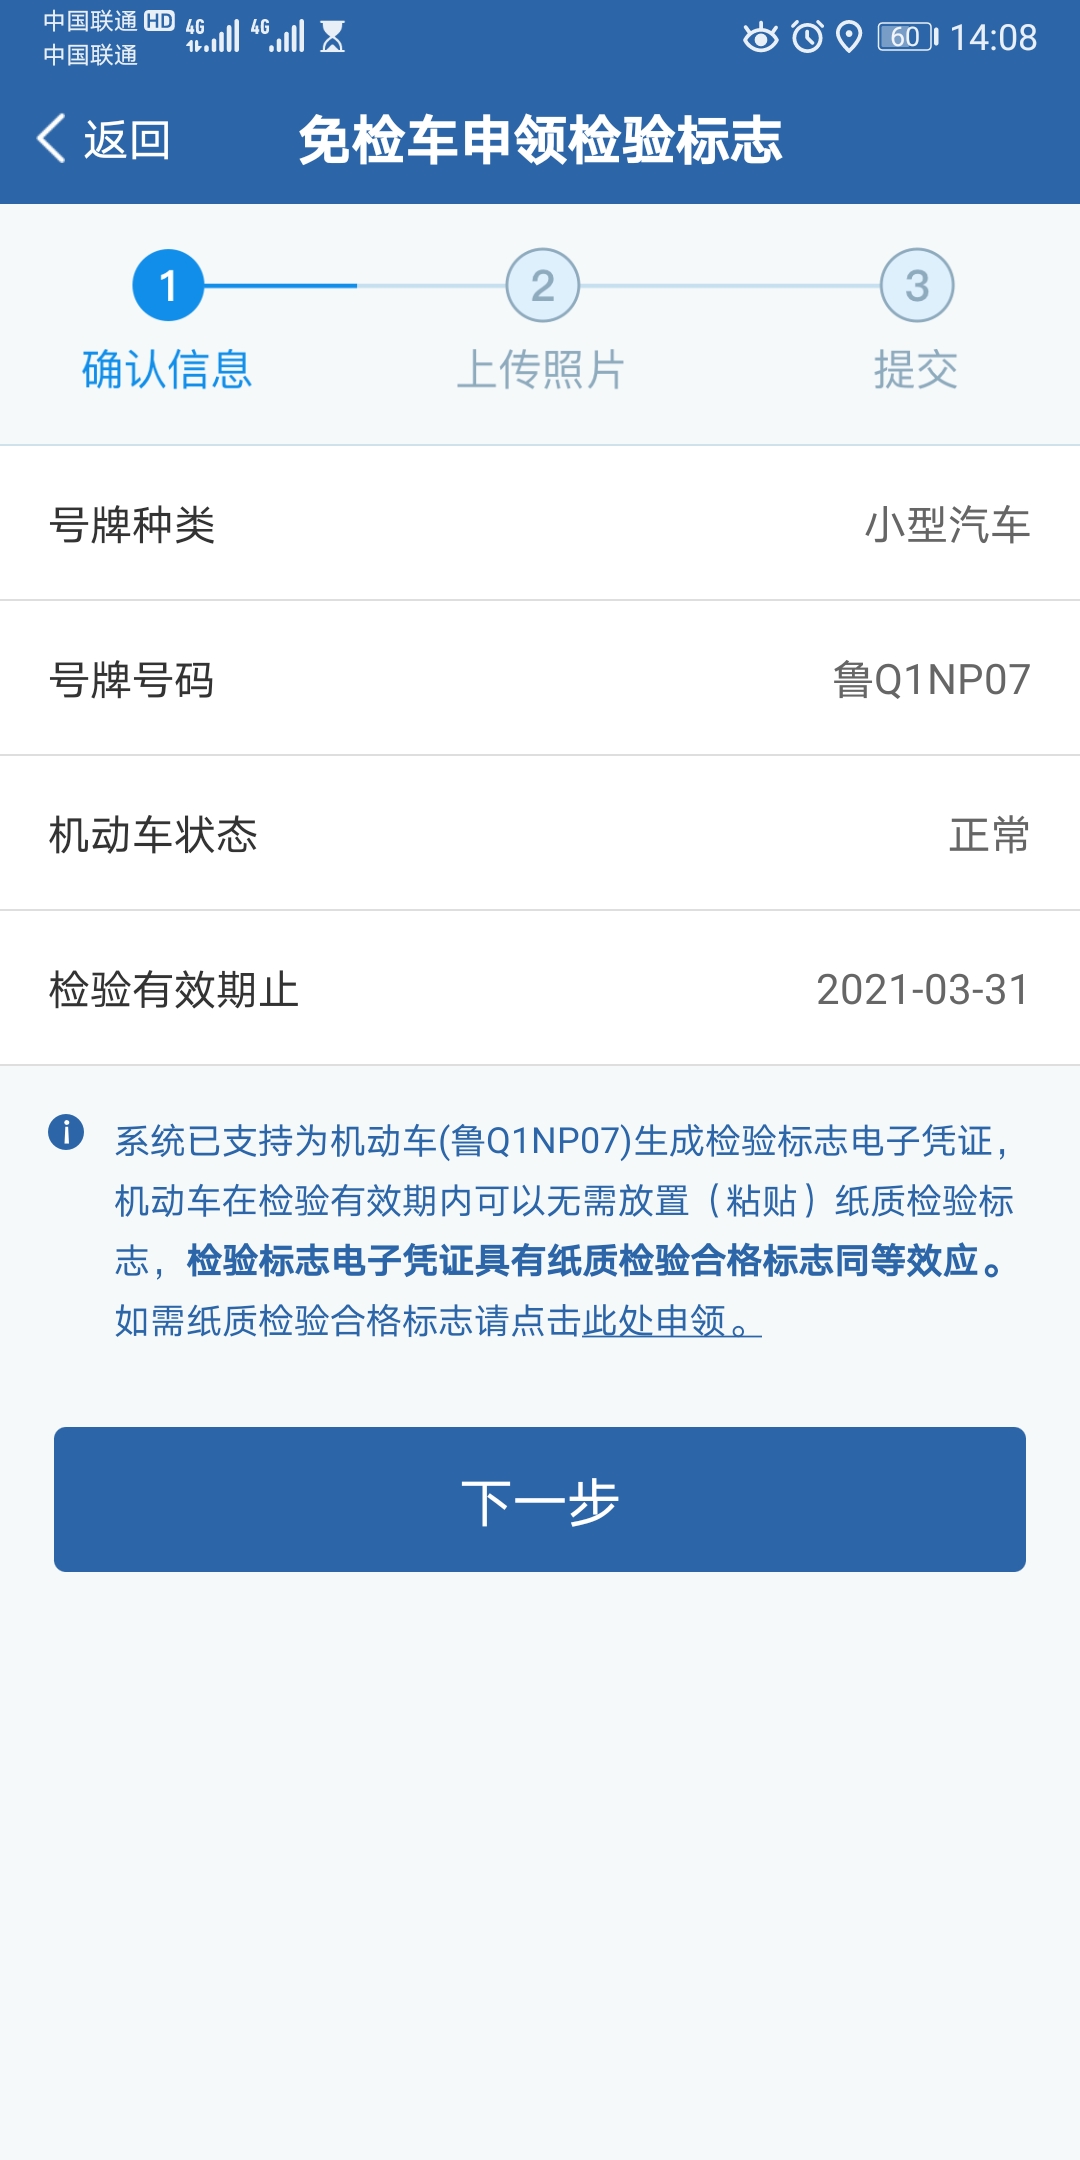 中国联通 HD 4G 4G 60 14:08
中国联通
返回 免检车申领检验标志
1 2 3
确认信息 上传照片 提交
号牌种类 小型汽车
号牌号码 鲁Q1NP07
机动车状态 正常
检验有效期止 2021-03-31
系统已支持为机动车(鲁Q1NP07)生成检验标志电子凭证，
机动车在检验有效期内可以无需放置（粘贴）纸质检验标
志，检验标志电子凭证具有纸质检验合格标志同等效应。
如需纸质检验合格标志请点击此处申领。
下一步